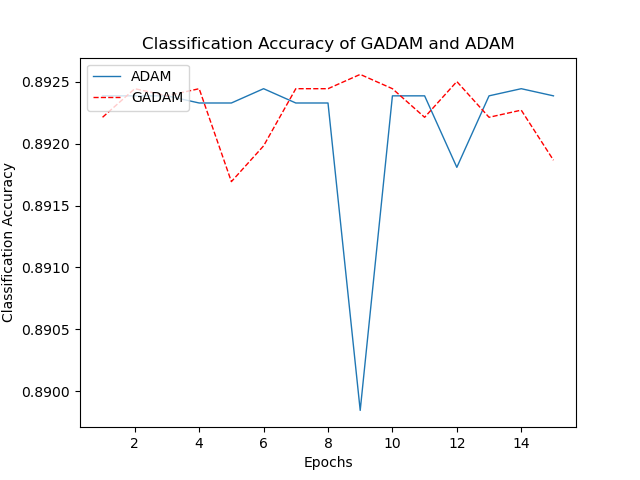 Classification Accuracy of GADAM and ADAM
ADAM
GADAM
Classification Accuracy
0.8925
0.8920
0.8915
0.8910
0.8905
0.8900
2 4 6 8 10 12 14
Epochs